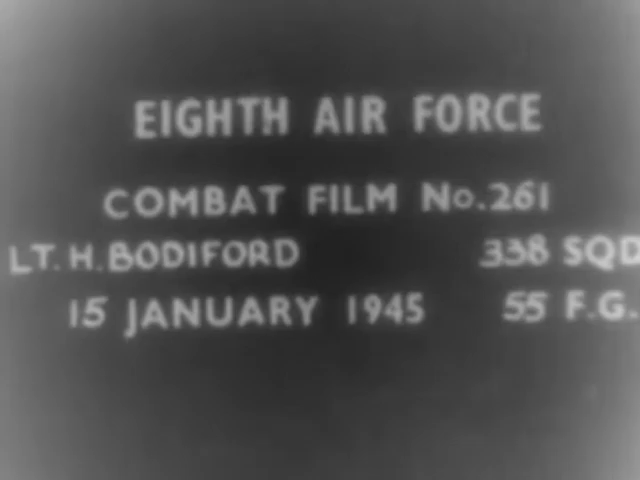 EIGHTH AIR FORCE
COMBAT FILM No.261
LT. H. BODIFORD 338 SQD
15 JANUARY 1945 55 F.G.